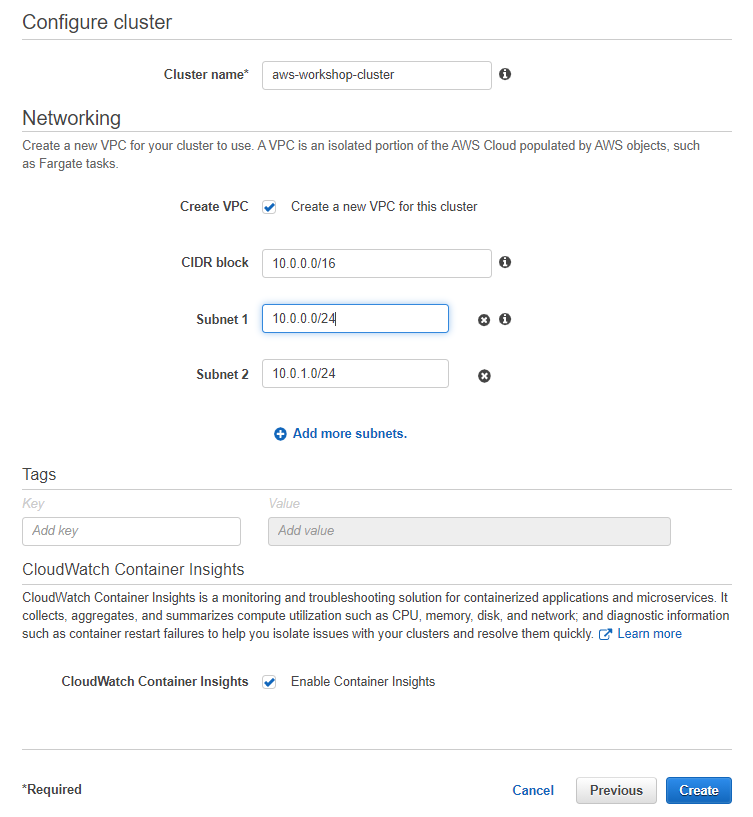 Configure cluster
Cluster name* aws-workshop-cluster
Networking
Create a new VPC for your cluster to use. A VPC is an isolated portion of the AWS Cloud populated by AWS objects, such
as Fargate tasks.
Create VPC Create a new VPC for this cluster
CIDR block 10.0.0.0/16
Subnet 1 10.0.0.0/24
Subnet 2 10.0.1.0/24
Add more subnets.
Tags
Key Value
Add key Add value
CloudWatch Container Insights
CloudWatch Container Insights is a monitoring and troubleshooting solution for containerized applications and microservices. It
collects, aggregates, and summarizes compute utilization such as CPU, memory, disk, and network; and diagnostic information
such as container restart failures to help you isolate issues with your clusters and resolve them quickly. Learn more
CloudWatch Container Insights Enable Container Insights
*Required Cancel Previous Create